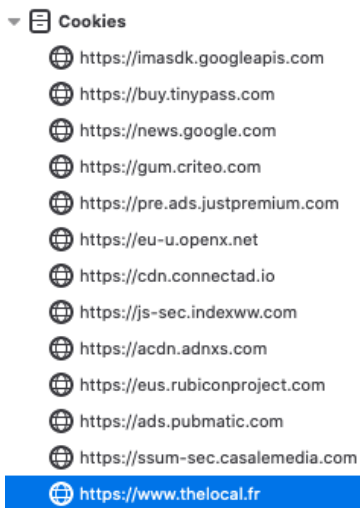 Cookies
https://imasdk.googleapis.com
https://buy.tinypass.com
https://news.google.com
https://gum.criteo.com
https://pre.ads.justpremium.com
https://eu-u.openx.net
https://cdn.connectad.io
https://js-sec.indexww.com
https://acdn.adnxs.com
https://eus.rubiconproject.com
https://ads.pubmatic.com
https://ssum-sec.casalemedia.com
https://www.thelocal.fr